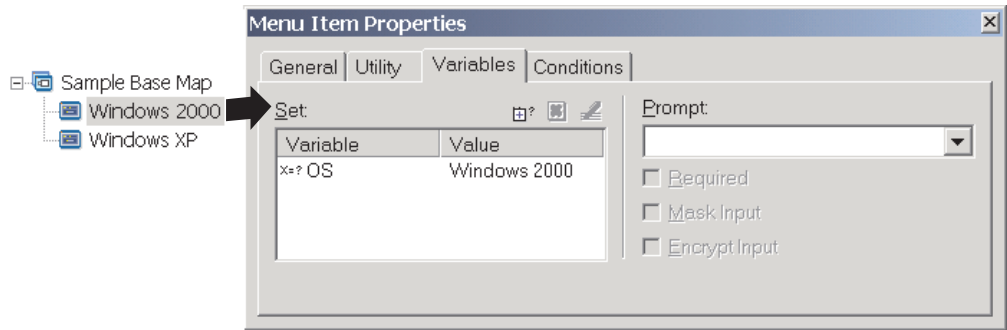 Menu Item Properties
General Utility Variables Conditions
Sample Base Map
Windows 2000
Windows XP
Set:
Variable Value
X=? OS Windows 2000
Prompt:
Required
Mask Input
Encrypt Input